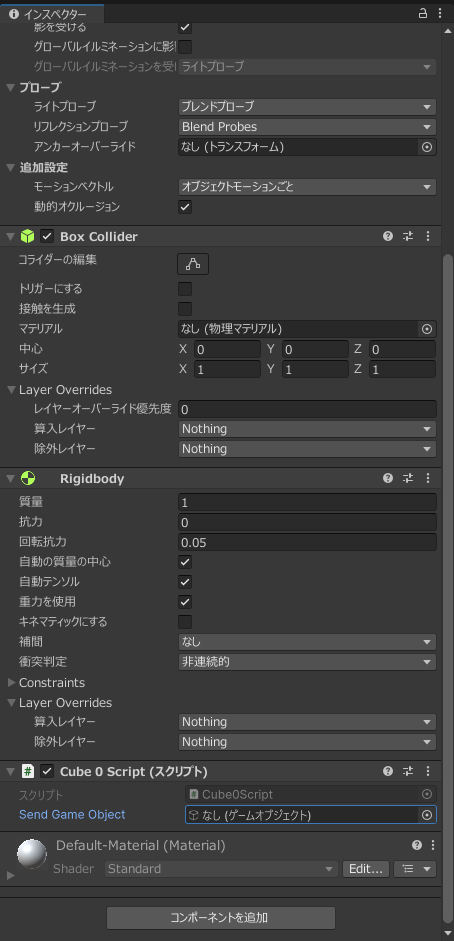 インスペクター
影を受ける
グローバルイルミネーションに影
グローバルイルミネーションを受け ライトプローブ
プローブ
ライトプローブ ブレンドプローブ
リフレクションプローブ Blend Probes
アンカーオーバーライド なし (トランスフォーム)
追加設定
モーションベクトル オブジェクトモーションごと
動的オクルージョン
Box Collider
コライダーの編集
トリガーにする
接触を生成
マテリアル なし (物理マテリアル)
中心 X 0 Y 0 Z 0
サイズ X 1 Y 1 Z 1
Layer Overrides
レイヤーオーバーライド優先度 0
算入レイヤー Nothing
除外レイヤー Nothing
Rigidbody
質量 1
抗力 0
回転抗力 0.05
自動の質量の中心
自動テンソル
重力を使用
キネマティックにする
補間 なし
衝突判定 非連続的
Constraints
Layer Overrides
算入レイヤー Nothing
除外レイヤー Nothing
# Cube 0 Script (スクリプト)
スクリプト # Cube0Script
Send Game Object なし (ゲームオブジェクト)
Default-Material (Material)
Shader Standard Edit...
コンポーネントを追加